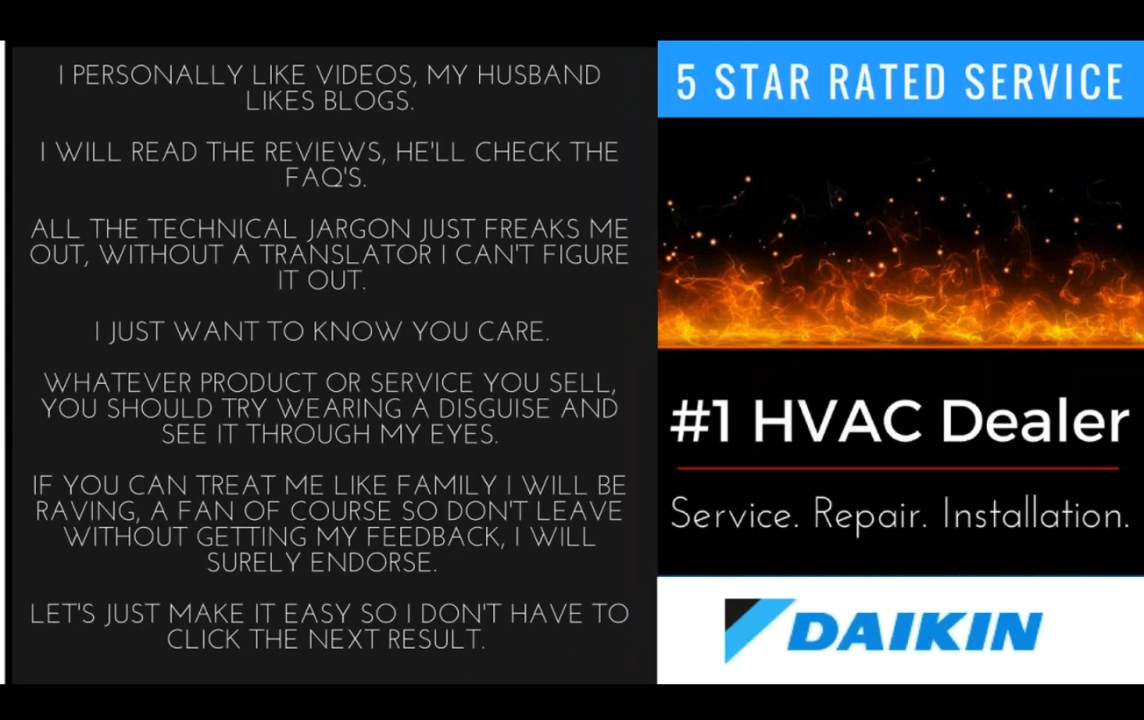 I PERSONALLY LIKE VIDEOS, MY HUSBAND
LIKES BLOGS.
I WILL READ THE REVIEWS, HE'LL CHECK THE
FAQ'S.
ALL THE TECHNICAL JARGON JUST FREAKS ME
OUT, WITHOUT A TRANSLATOR I CAN'T FIGURE
IT OUT.
I JUST WANT TO KNOW YOU CARE.
WHATEVER PRODUCT OR SERVICE YOU SELL,
YOU SHOULD TRY WEARING A DISGUISE AND
SEE IT THROUGH MY EYES.
IF YOU CAN TREAT ME LIKE FAMILY I WILL BE
RAVING, A FAN OF COURSE SO DON'T LEAVE
WITHOUT GETTING MY FEEDBACK, I WILL
SURELY ENDORSE.
LET'S JUST MAKE IT EASY SO I DON'T HAVE TO
CLICK THE NEXT RESULT.
5 STAR RATED SERVICE
#1 HVAC Dealer
Service. Repair. Installation.
DAIKIN